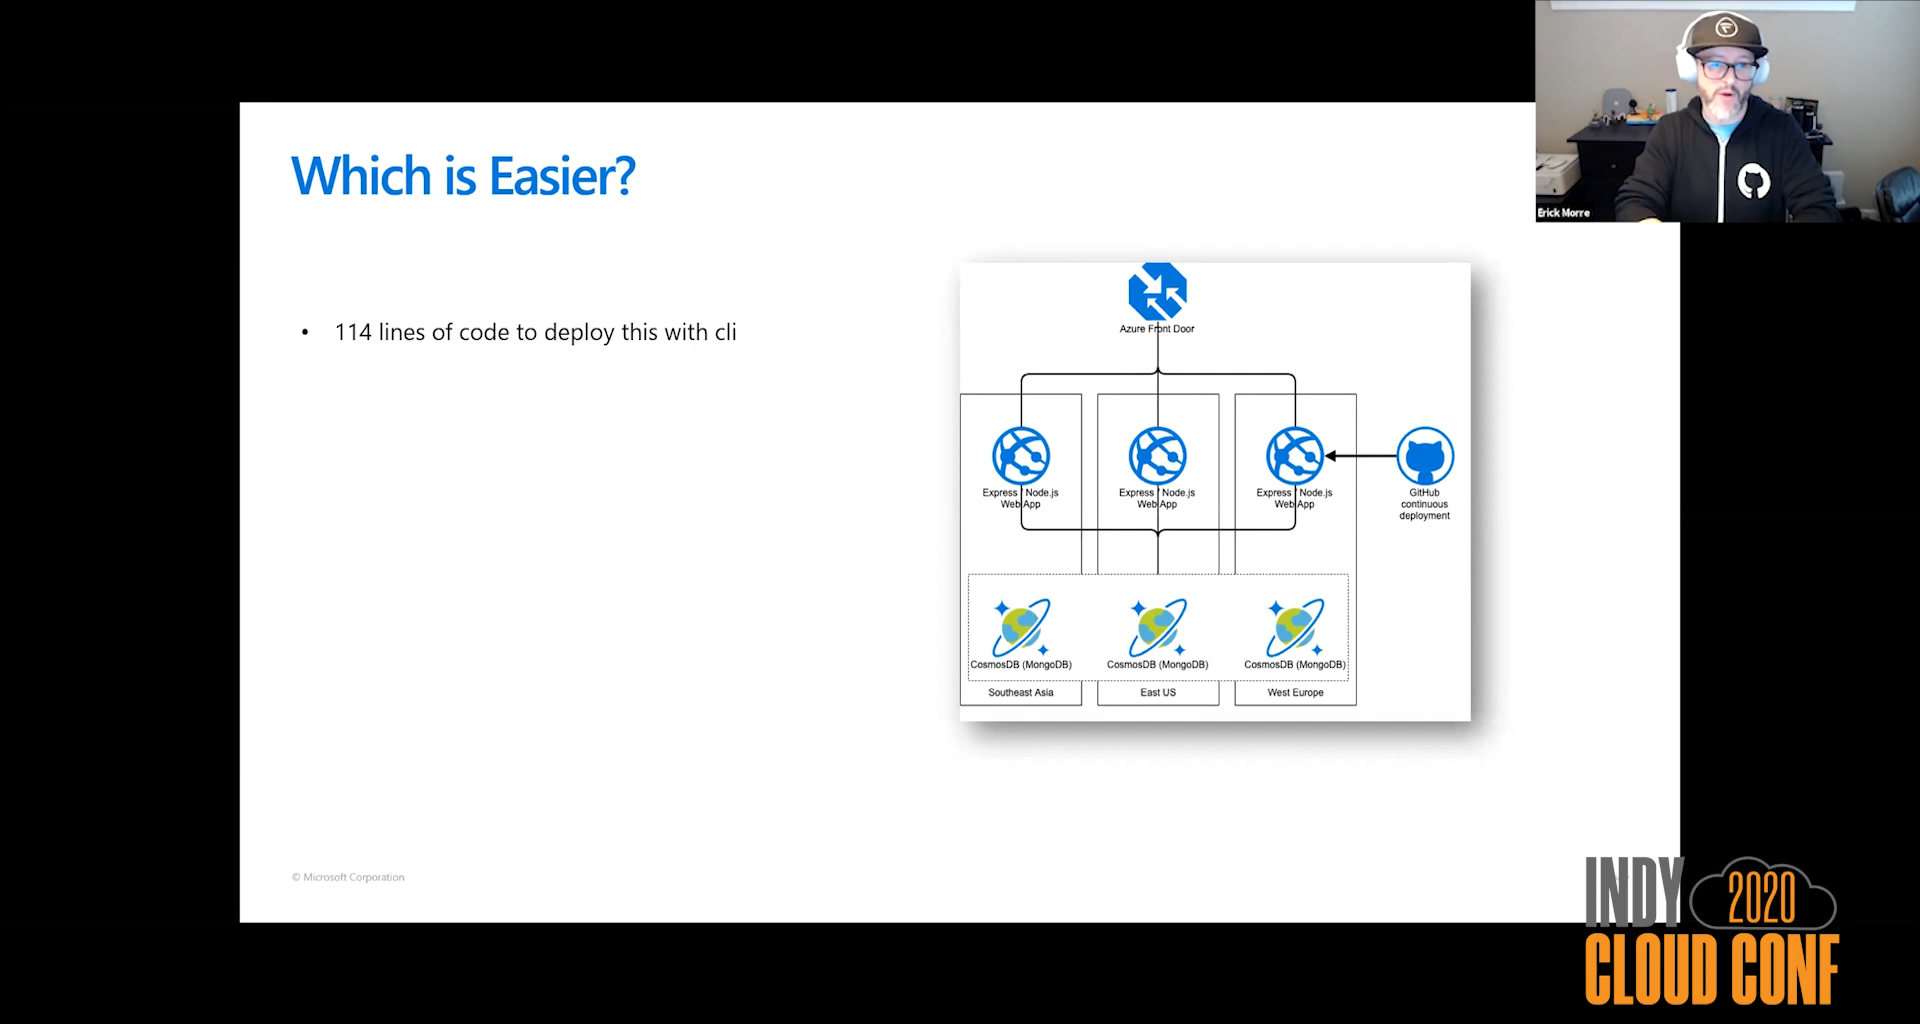 Which is Easier?
• 114 lines of code to deploy this with cli
Azure Front Door
Express / Node.js
Web App
Express / Node.js
Web App
Express / Node.js
Web App
GitHub
continuous
deployment
CosmosDB (MongoDB)
CosmosDB (MongoDB)
CosmosDB (MongoDB)
Southeast Asia
East US
West Europe
© Microsoft Corporation
Erick Morre
INDY 2020
CLOUD CONF